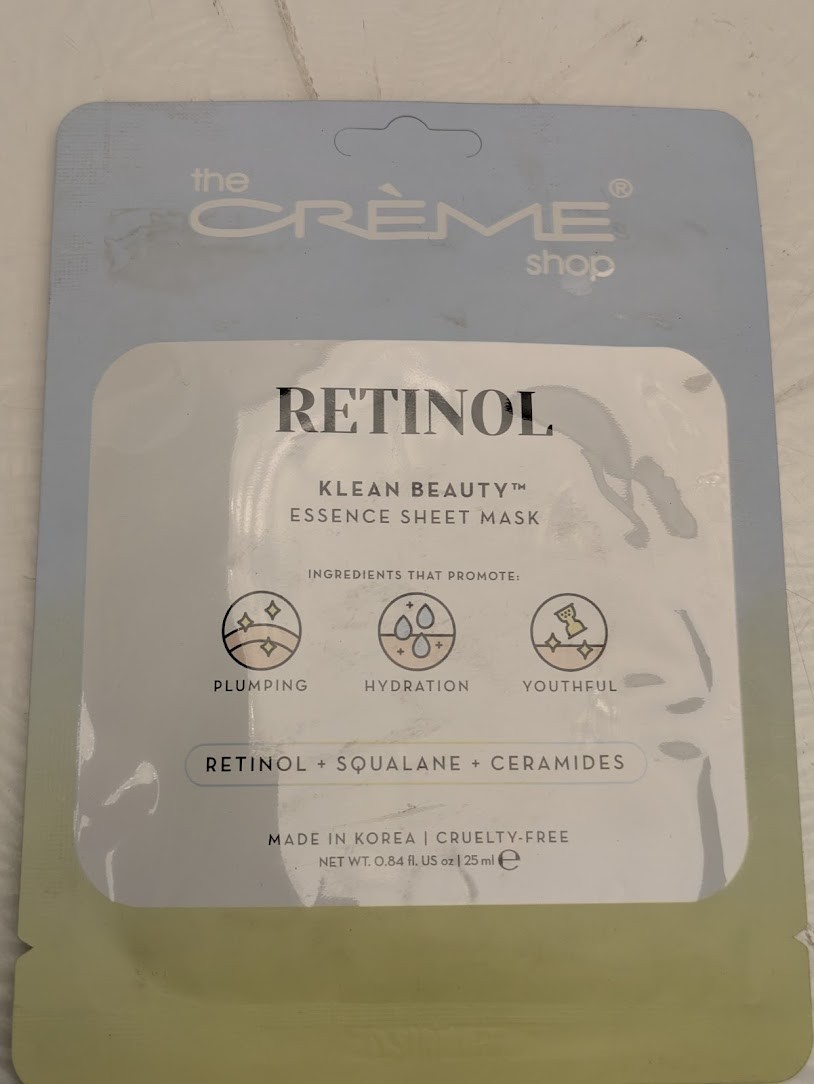 the
CRÈME®
shop
RETINOL
KLEAN BEAUTY™
ESSENCE SHEET MASK
INGREDIENTS THAT PROMOTE:
PLUMPING HYDRATION YOUTHFUL
RETINOL + SQUALANE + CERAMIDES
MADE IN KOREA | CRUELTY-FREE
NET WT. 0.84 fl. US oz | 25 ml ℮